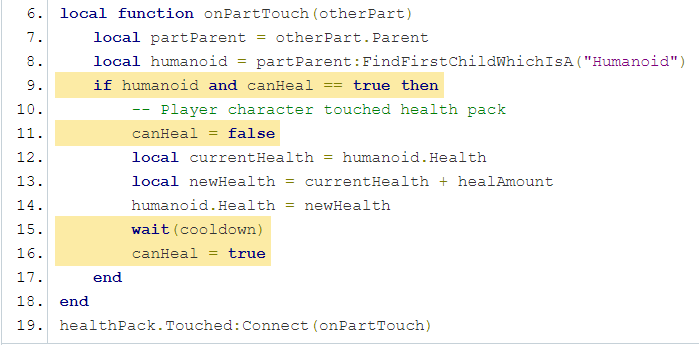 6. local function onPartTouch(otherPart)
7.     local partParent = otherPart.Parent
8.     local humanoid = partParent:FindFirstChildWhichIsA("Humanoid")
9.     if humanoid and canHeal == true then
10.         -- Player character touched health pack
11.         canHeal = false
12.         local currentHealth = humanoid.Health
13.         local newHealth = currentHealth + healAmount
14.         humanoid.Health = newHealth
15.         wait(cooldown)
16.         canHeal = true
17.     end
18. end
19. healthPack.Touched:Connect(onPartTouch)